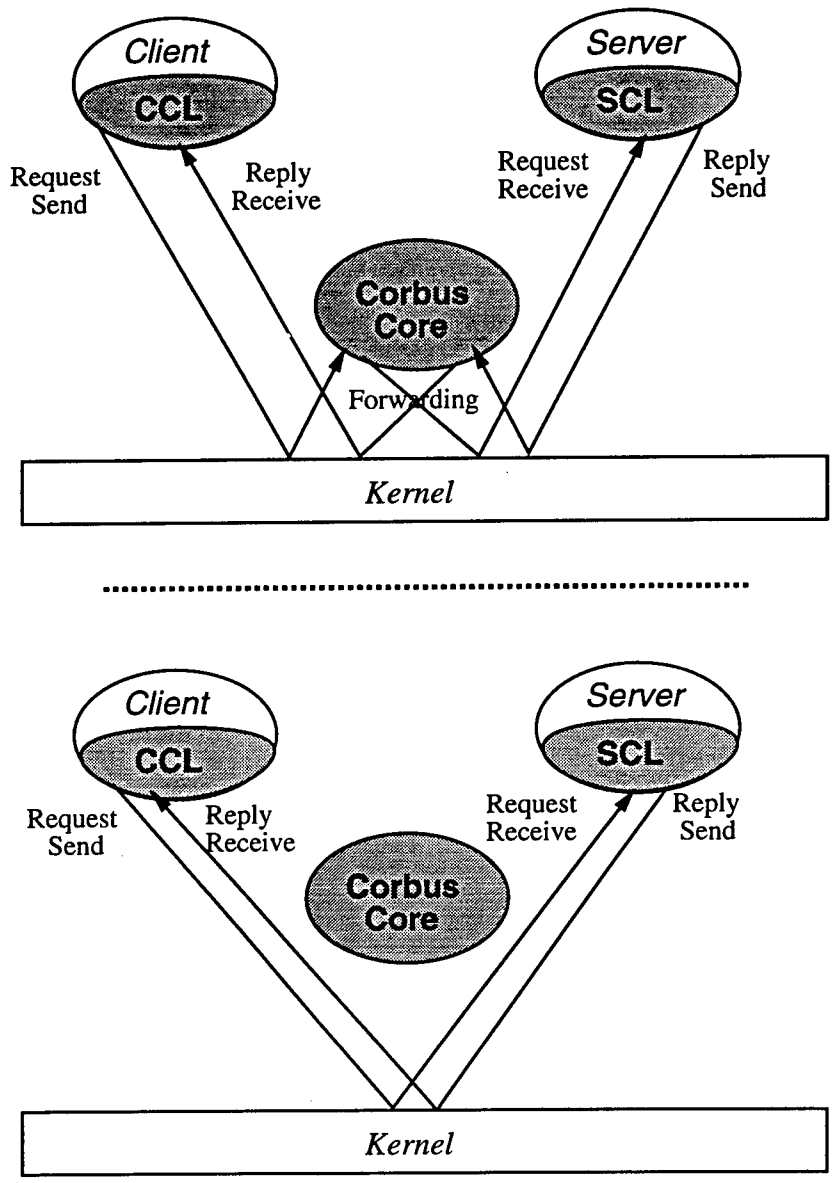 Client
CCL
Server
SCL
Request
Send
Reply
Receive
Request
Receive
Reply
Send
Corbus
Core
Forwarding
Kernel
Client
CCL
Server
SCL
Request
Send
Reply
Receive
Request
Receive
Reply
Send
Corbus
Core
Kernel